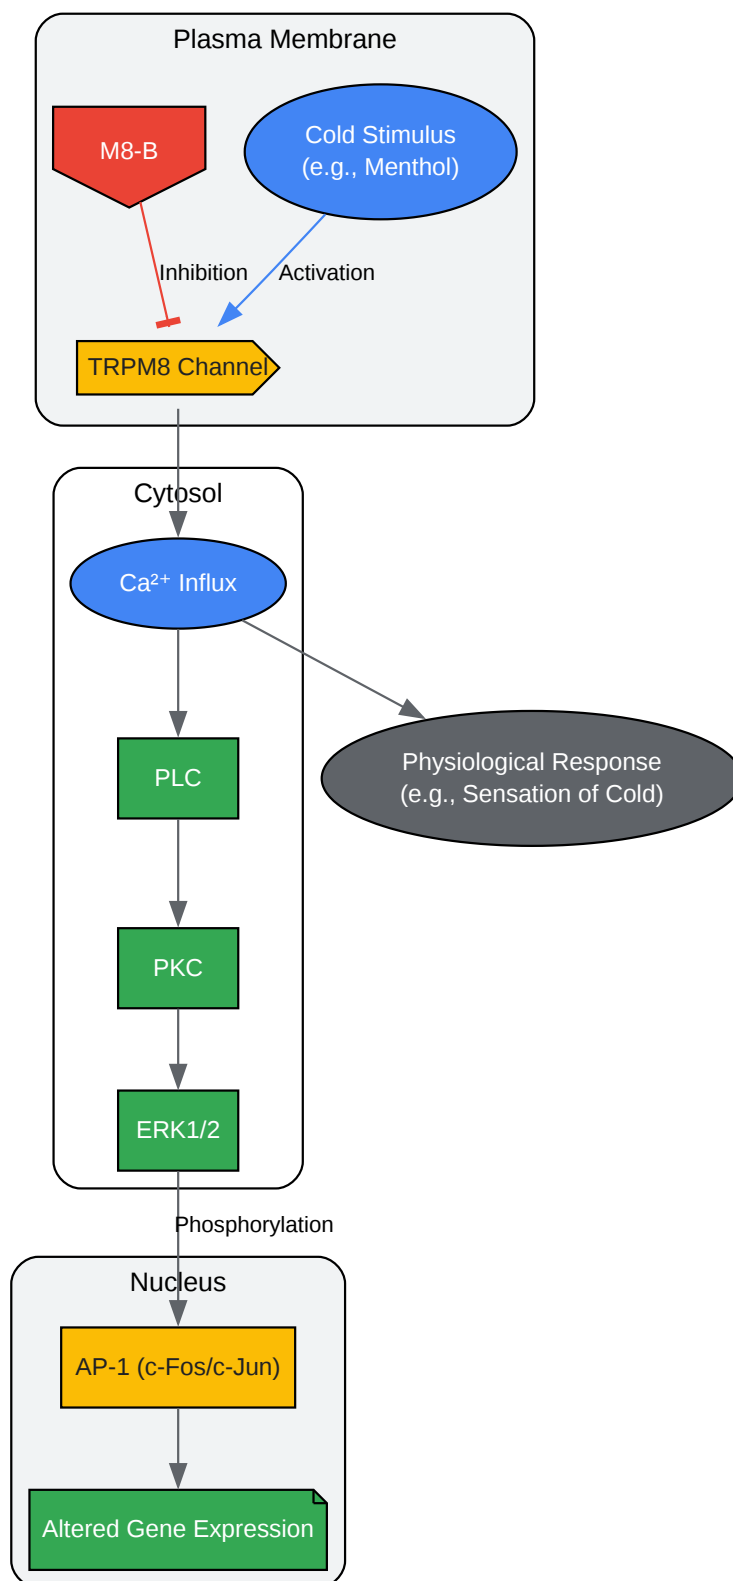 Plasma Membrane
M8-B
Cold Stimulus
(e.g., Menthol)
Inhibition
Activation
TRPM8 Channel
Cytosol
Ca²⁺ Influx
PLC
Physiological Response
(e.g., Sensation of Cold)
PKC
ERK1/2
Phosphorylation
Nucleus
AP-1 (c-Fos/c-Jun)
Altered Gene Expression